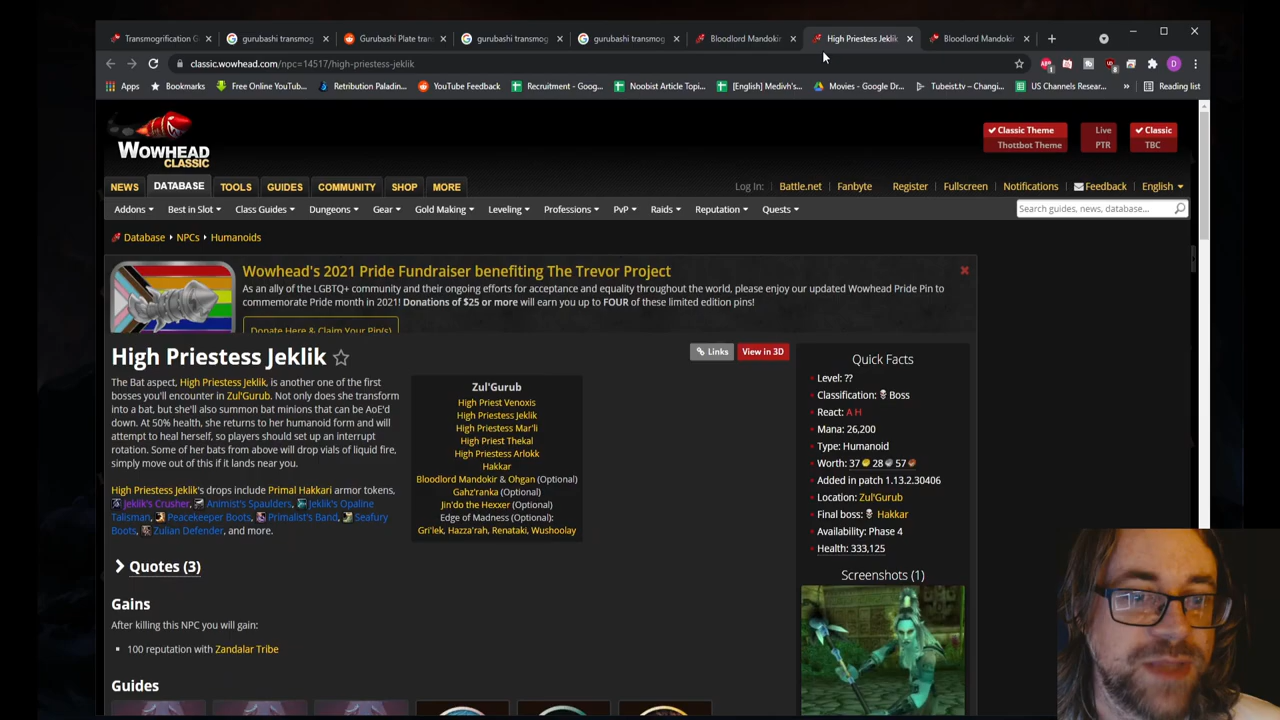 Transmogrification G
gurubashi transmog
Gurubashi Plate tran
gurubashi transmog
gurubashi transmog
Bloodlord Mandokir
High Priestess Jeklik
Bloodlord Mandokir
classic.wowhead.com/npc=14517/high-priestess-jeklik
Apps
Bookmarks
Free Online YouTub...
Retribution Paladin...
YouTube Feedback
Recruitment - Goog...
Noobist Article Topi...
[English] Medivh's...
Movies - Google Dr...
Tubeist.tv – Changi...
US Channels Resear...
»
Reading list
WOWHEAD
CLASSIC
Classic Theme
Thottbot Theme
Live
PTR
Classic
TBC
NEWS
DATABASE
TOOLS
GUIDES
COMMUNITY
SHOP
MORE
Log In:
Battle.net
Fanbyte
Register
Fullscreen
Notifications
Feedback
English
Addons
Best in Slot
Class Guides
Dungeons
Gear
Gold Making
Leveling
Professions
PvP
Raids
Reputation
Quests
Search guides, news, database...
Database
NPCs
Humanoids
Wowhead's 2021 Pride Fundraiser benefiting The Trevor Project
As an ally of the LGBTQ+ community and their ongoing efforts for acceptance and equality throughout the world, please enjoy our updated Wowhead Pride Pin to
commemorate Pride month in 2021! Donations of $25 or more will earn you up to FOUR of these limited edition pins!
Donate Here & Claim Your Pin(s)
High Priestess Jeklik
Links
View in 3D
The Bat aspect, High Priestess Jeklik, is another one of the first
bosses you'll encounter in Zul'Gurub. Not only does she transform
into a bat, but she'll also summon bat minions that can be AoE'd
down. At 50% health, she returns to her humanoid form and will
attempt to heal herself, so players should set up an interrupt
rotation. Some of her bats from above will drop vials of liquid fire,
simply move out of this if it lands near you.
High Priestess Jeklik's drops include Primal Hakkari armor tokens,
Jeklik's Crusher, Animist's Spaulders, Jeklik's Opaline
Talisman, Peacekeeper Boots, Primalist's Band, Seafury
Boots, Zulian Defender, and more.
Zul'Gurub
High Priest Venoxis
High Priestess Jeklik
High Priestess Mar'li
High Priest Thekal
High Priestess Arlokk
Hakkar
Bloodlord Mandokir & Ohgan (Optional)
Gahz'ranka (Optional)
Jin'do the Hexxer (Optional)
Edge of Madness (Optional):
Gri'lek, Hazza'rah, Renataki, Wushoolay
Quick Facts
Level: ??
Classification: Boss
React: A H
Mana: 26,200
Type: Humanoid
Worth: 37 28 57
Added in patch 1.13.2.30406
Location: Zul'Gurub
Final boss: Hakkar
Availability: Phase 4
Health: 333,125
Screenshots (1)
Quotes (3)
Gains
After killing this NPC you will gain:
100 reputation with Zandalar Tribe
Guides